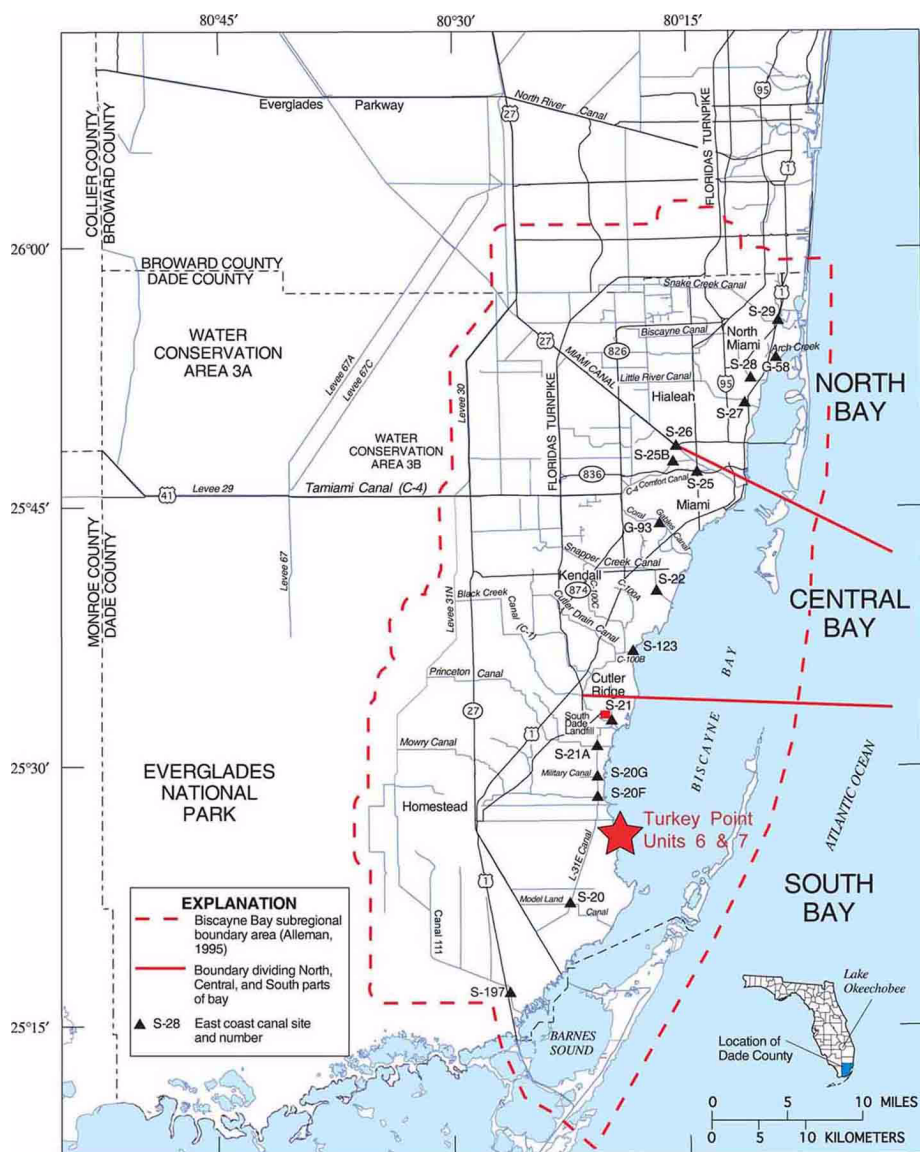 80°45'
80°30'
80°15'
Everglades Parkway
North River Canal
27
95
FLORIDAS TURNPIKE
1
COLLIER COUNTY
BROWARD COUNTY
26°00'
BROWARD COUNTY
DADE COUNTY
Snake Creek Canal
1
S-29
WATER
CONSERVATION
AREA 3A
Levee 67A
Levee 67C
Levee 30
27
MIAMI CANAL
Biscayne Canal
826
North
Miami
Arch Creek
G-58
S-28
Little River Canal
95
Hialeah
S-27
NORTH
BAY
FLORIDAS TURNPIKE
WATER
CONSERVATION
AREA 3B
S-26
S-25B
836
S-25
C-4 Comfort Canal
Miami
41
Levee 29
Tamiami Canal (C-4)
25°45'
Coral Gables Canal
G-93
Levee 67
Snapper Creek Canal
Kendall
874
C-100C
C-100A
S-22
MONROE COUNTY
DADE COUNTY
Levee 31N
Black Creek
Canal
(C-1)
Cutler Drain Canal
CENTRAL
BAY
S-123
C-100B
Princeton Canal
Cutler
Ridge
S-21
South
Dade
Landfill
27
1
BISCAYNE BAY
Mowry Canal
S-21A
25°30'
Military Canal
S-20G
S-20F
EVERGLADES
NATIONAL
PARK
Homestead
ATLANTIC OCEAN
Turkey Point
Units 6 & 7
L-31E Canal
1
SOUTH
BAY
Model Land
Canal
S-20
Canal 111
EXPLANATION
Biscayne Bay subregional
boundary area (Alleman,
1995)
Boundary dividing North,
Central, and South parts
of bay
S-28 East coast canal site
and number
S-197
25°15'
BARNES
SOUND
Lake
Okeechobee
Location of
Dade County
0 10 MILES
0 5 10 KILOMETERS